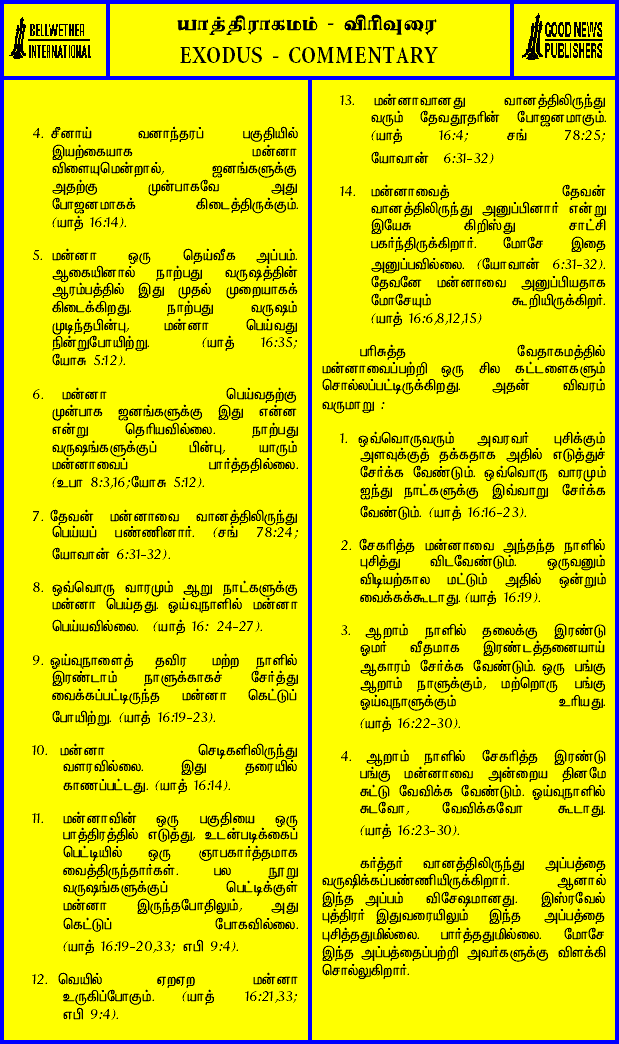 BELLWETHER
INTERNATIONAL
யாத்திராகமம் - விரிவுரை
EXODUS - COMMENTARY
GOOD NEWS
PUBLISHERS
4. சீனாய் வனாந்தரப் பகுதியில்
இயற்கையாக மன்னா
விளையுமென்றால், ஜனங்களுக்கு
அதற்கு முன்பாகவே அது
போஜனமாகக் கிடைத்திருக்கும்.
(யாத் 16:14).
5. மன்னா ஒரு தெய்வீக அப்பம்.
ஆகையினால் நாற்பது வருஷத்தின்
ஆரம்பத்தில் இது முதல் முறையாகக்
கிடைக்கிறது. நாற்பது வருஷம்
முடிந்தபின்பு, மன்னா பெய்வது
நின்றுபோயிற்று. (யாத் 16:35;
யோசு 5:12).
6. மன்னா பெய்வதற்கு
முன்பாக ஜனங்களுக்கு இது என்ன
என்று தெரியவில்லை. நாற்பது
வருஷங்களுக்குப் பின்பு, யாரும்
மன்னாவைப் பார்த்ததில்லை.
(உபா 8:3,16;யோசு 5:12).
7. தேவன் மன்னாவை வானத்திலிருந்து
பெய்யப் பண்ணினார். (சங் 78:24;
யோவான் 6:31-32).
8. ஒவ்வொரு வாரமும் ஆறு நாட்களுக்கு
மன்னா பெய்தது. ஓய்வுநாளில் மன்னா
பெய்யவில்லை. (யாத் 16: 24-27).
9. ஓய்வுநாளைத் தவிர மற்ற நாளில்
இரண்டாம் நாளுக்காகச் சேர்த்து
வைக்கப்பட்டிருந்த மன்னா கெட்டுப்
போயிற்று. (யாத் 16:19-23).
10. மன்னா செடிகளிலிருந்து
வளரவில்லை. இது தரையில்
காணப்பட்டது. (யாத் 16:14).
11. மன்னாவின் ஒரு பகுதியை ஒரு
பாத்திரத்தில் எடுத்து, உடன்படிக்கைப்
பெட்டியில் ஒரு ஞாபகார்த்தமாக
வைத்திருந்தார்கள். பல நூறு
வருஷங்களுக்குப் பெட்டிக்குள்
மன்னா இருந்தபோதிலும், அது
கெட்டுப் போகவில்லை.
(யாத் 16:19-20,33; எபி 9:4).
12. வெயில் ஏறஏற மன்னா
உருகிப்போகும். (யாத் 16:21,33;
எபி 9:4).
13. மன்னாவானது வானத்திலிருந்து
வரும் தேவதூதரின் போஜனமாகும்.
(யாத் 16:4; சங் 78:25;
யோவான் 6:31-32)
14. மன்னாவைத் தேவன்
வானத்திலிருந்து அனுப்பினார் என்று
இயேசு கிறிஸ்து சாட்சி
பகர்ந்திருக்கிறார். மோசே இதை
அனுப்பவில்லை. (யோவான் 6:31-32).
தேவனே மன்னாவை அனுப்பியதாக
மோசேயும் கூறியிருக்கிறர்.
(யாத் 16:6,8,12,15)
பரிசுத்த வேதாகமத்தில்
மன்னாவைப்பற்றி ஒரு சில கட்டளைகளும்
சொல்லப்பட்டிருக்கிறது. அதன் விவரம்
வருமாறு :
1. ஒவ்வொருவரும் அவரவர் புசிக்கும்
அளவுக்குத் தக்கதாக அதில் எடுத்துச்
சேர்க்க வேண்டும். ஒவ்வொரு வாரமும்
ஐந்து நாட்களுக்கு இவ்வாறு சேர்க்க
வேண்டும். (யாத் 16:16-23).
2. சேகரித்த மன்னாவை அந்தந்த நாளில்
புசித்து விடவேண்டும். ஒருவனும்
விடியற்கால மட்டும் அதில் ஒன்றும்
வைக்கக்கூடாது. (யாத் 16:19).
3. ஆறாம் நாளில் தலைக்கு இரண்டு
ஓமர் வீதமாக இரண்டத்தனையாய்
ஆகாரம் சேர்க்க வேண்டும். ஒரு பங்கு
ஆறாம் நாளுக்கும், மற்றொரு பங்கு
ஓய்வுநாளுக்கும் உரியது.
(யாத் 16:22-30).
4. ஆறாம் நாளில் சேகரித்த இரண்டு
பங்கு மன்னாவை அன்றைய தினமே
சுட்டு வேவிக்க வேண்டும். ஓய்வுநாளில்
சுடவோ, வேவிக்கவோ கூடாது.
(யாத் 16:23-30).
கர்த்தர் வானத்திலிருந்து அப்பத்தை
வருஷிக்கப்பண்ணியிருக்கிறார். ஆனால்
இந்த அப்பம் விசேஷமானது. இஸ்ரவேல்
புத்திரர் இதுவரையிலும் இந்த அப்பத்தை
புசித்ததுமில்லை. பார்த்ததுமில்லை. மோசே
இந்த அப்பத்தைப்பற்றி அவர்களுக்கு விளக்கி
சொல்லுகிறார்.